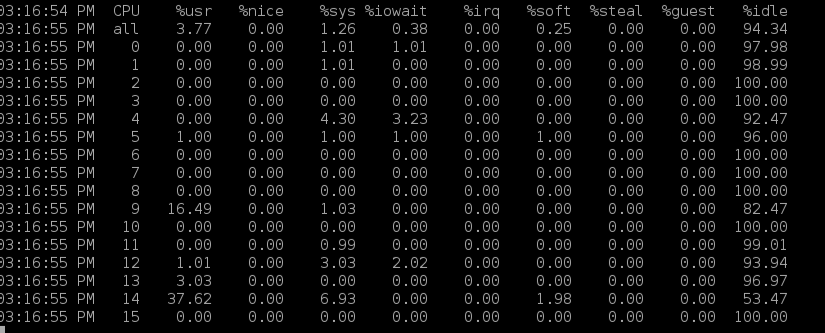 03:16:54 PM  CPU    %usr   %nice    %sys %iowait    %irq   %soft  %steal  %guest   %idle
03:16:55 PM  all    3.77    0.00    1.26    0.38    0.00    0.25    0.00    0.00   94.34
03:16:55 PM    0    0.00    0.00    1.01    1.01    0.00    0.00    0.00    0.00   97.98
03:16:55 PM    1    0.00    0.00    1.01    0.00    0.00    0.00    0.00    0.00   98.99
03:16:55 PM    2    0.00    0.00    0.00    0.00    0.00    0.00    0.00    0.00  100.00
03:16:55 PM    3    0.00    0.00    0.00    0.00    0.00    0.00    0.00    0.00  100.00
03:16:55 PM    4    0.00    0.00    4.30    3.23    0.00    0.00    0.00    0.00   92.47
03:16:55 PM    5    1.00    0.00    1.00    1.00    0.00    1.00    0.00    0.00   96.00
03:16:55 PM    6    0.00    0.00    0.00    0.00    0.00    0.00    0.00    0.00  100.00
03:16:55 PM    7    0.00    0.00    0.00    0.00    0.00    0.00    0.00    0.00  100.00
03:16:55 PM    8    0.00    0.00    0.00    0.00    0.00    0.00    0.00    0.00  100.00
03:16:55 PM    9   16.49    0.00    1.03    0.00    0.00    0.00    0.00    0.00   82.47
03:16:55 PM   10    0.00    0.00    0.00    0.00    0.00    0.00    0.00    0.00  100.00
03:16:55 PM   11    0.00    0.00    0.99    0.00    0.00    0.00    0.00    0.00   99.01
03:16:55 PM   12    1.01    0.00    3.03    2.02    0.00    0.00    0.00    0.00   93.94
03:16:55 PM   13    3.03    0.00    0.00    0.00    0.00    0.00    0.00    0.00   96.97
03:16:55 PM   14   37.62    0.00    6.93    0.00    0.00    1.98    0.00    0.00   53.47
03:16:55 PM   15    0.00    0.00    0.00    0.00    0.00    0.00    0.00    0.00  100.00